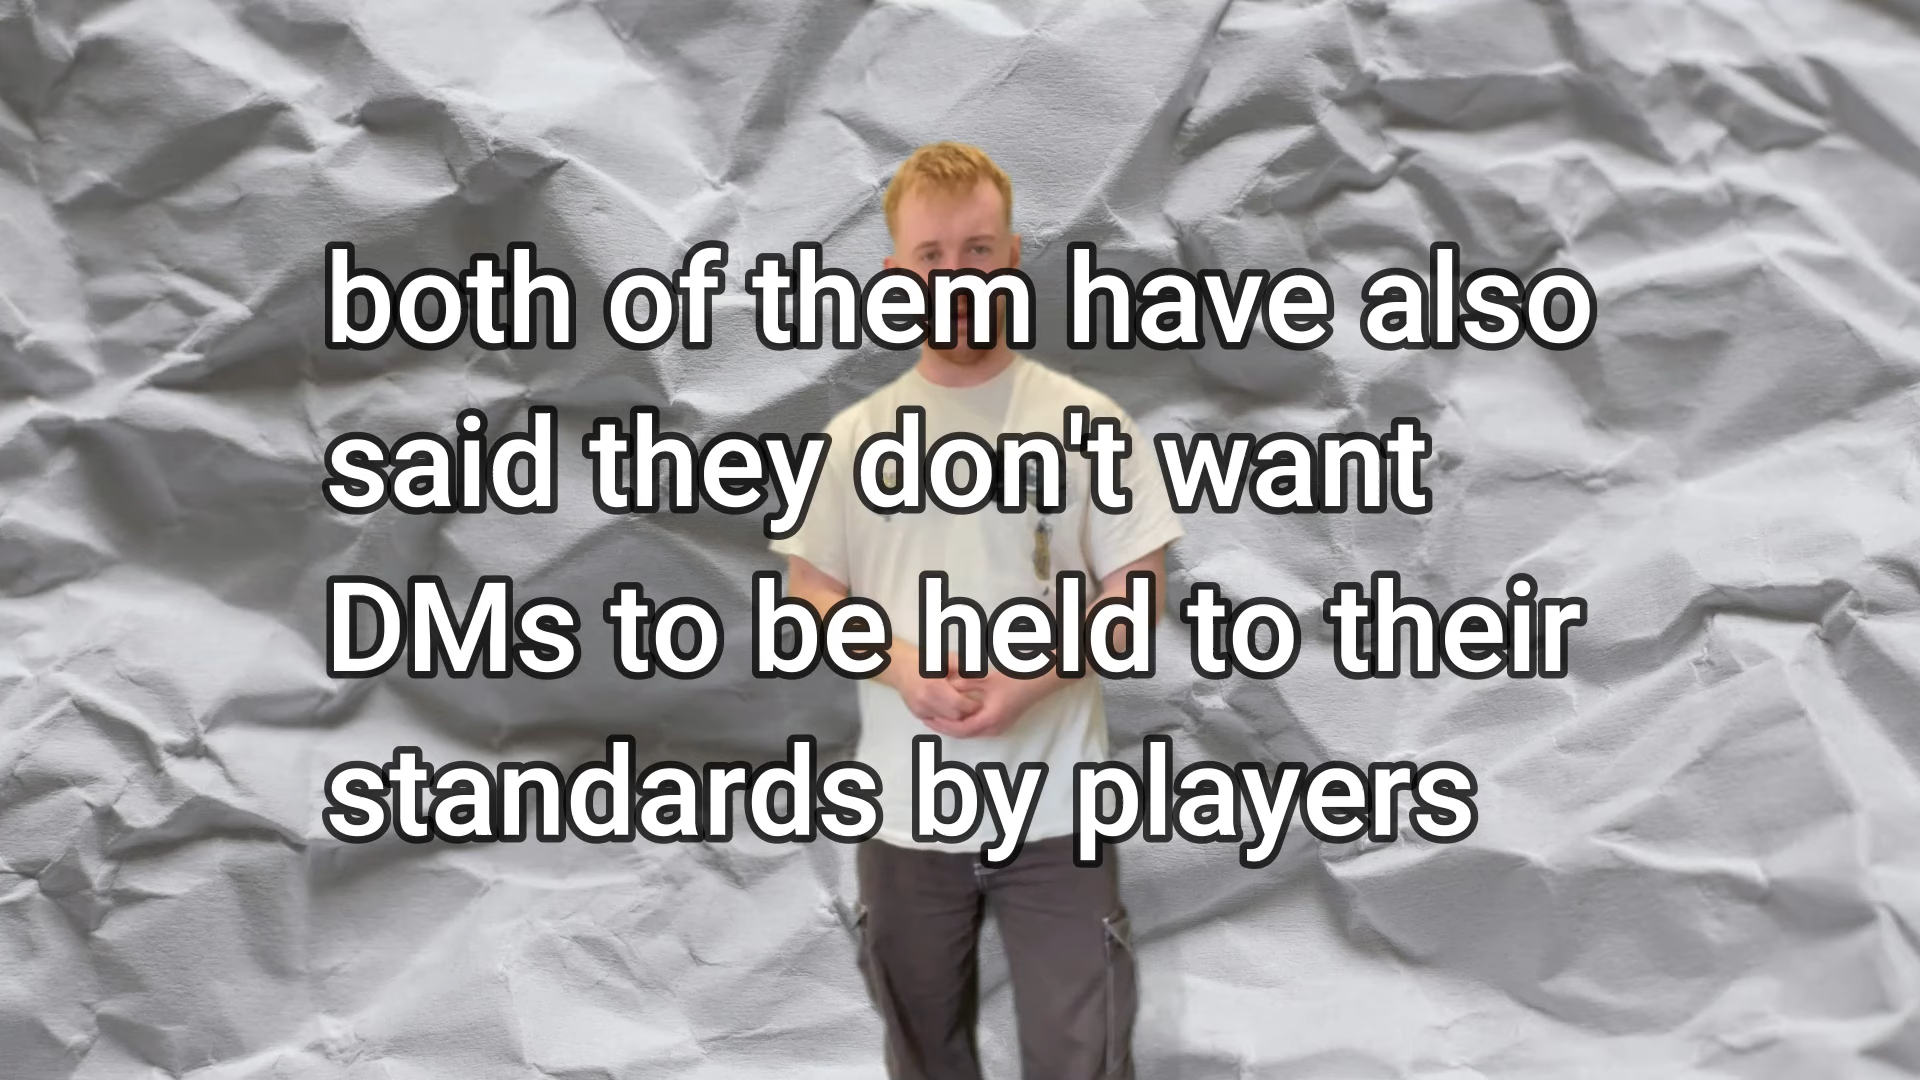 both of them have also
said they don't want
DMs to be held to their
standards by players